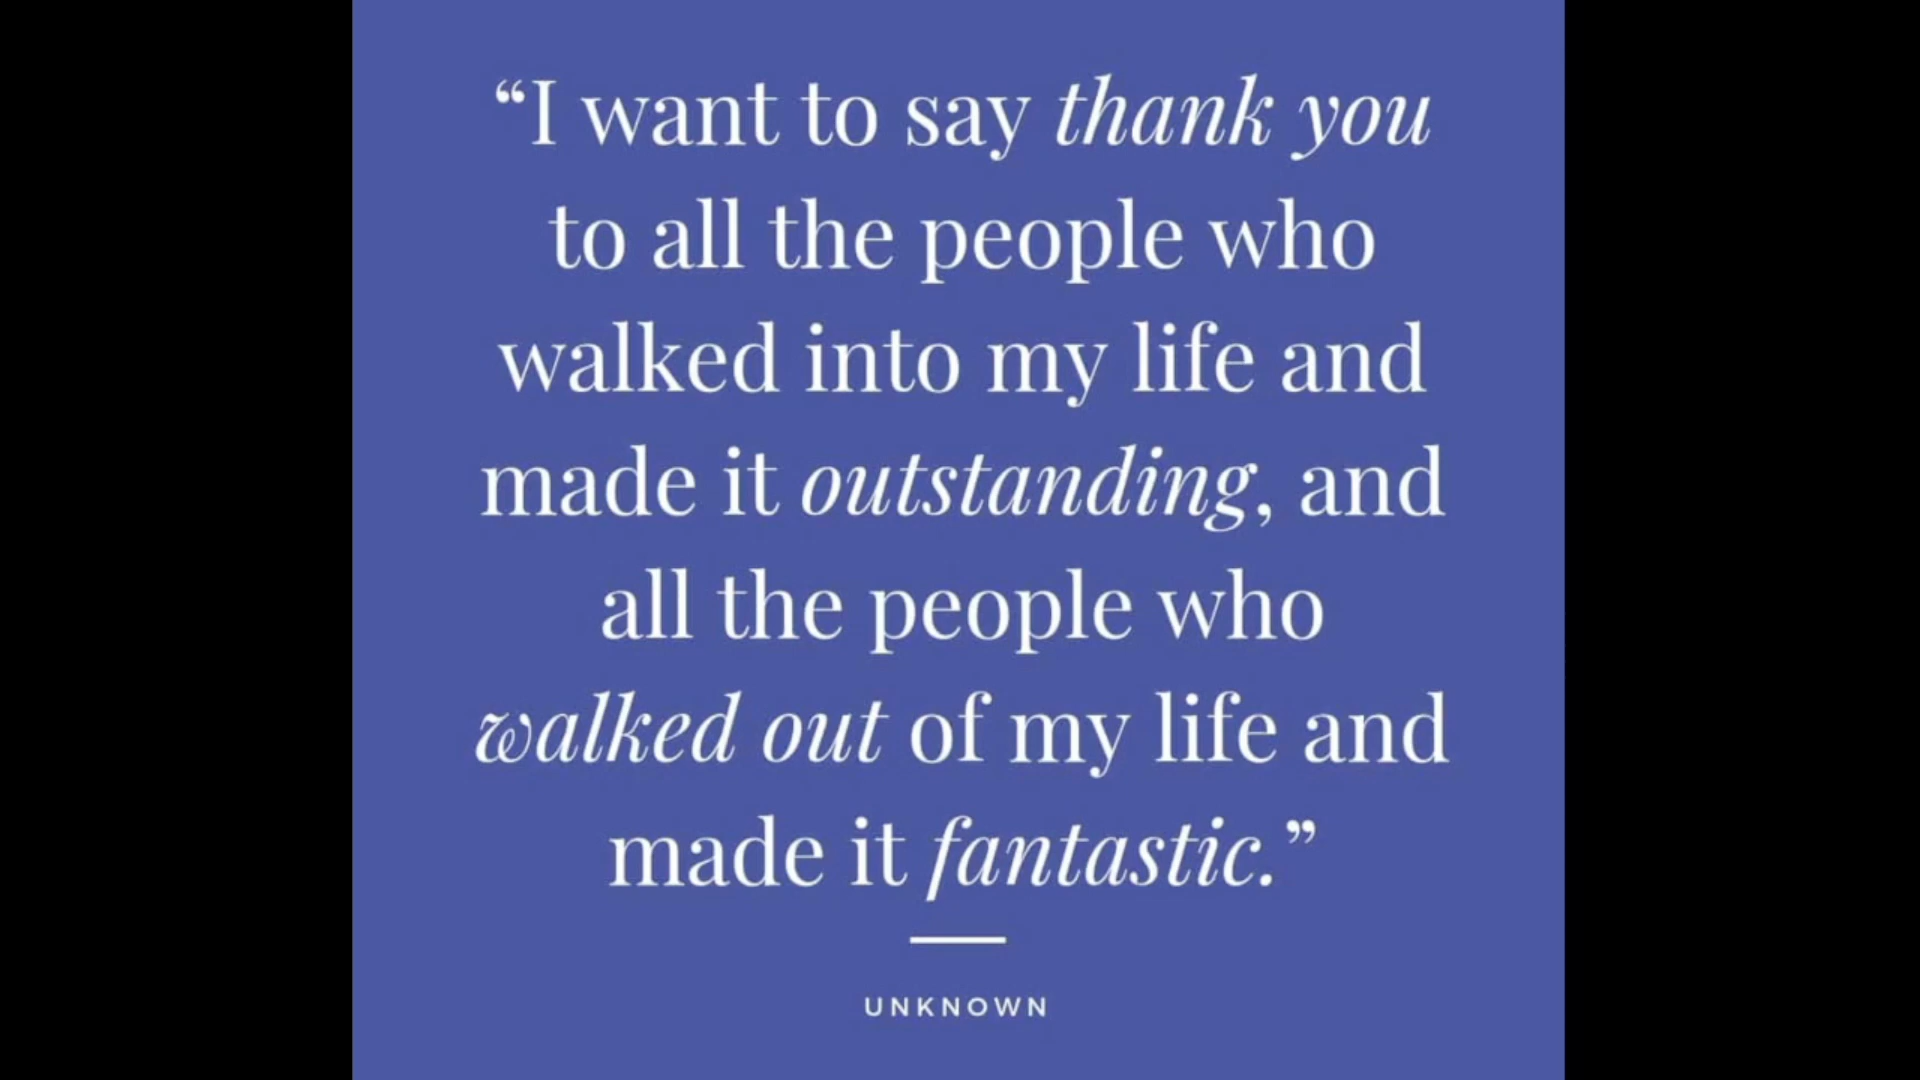 “I want to say thank you
to all the people who
walked into my life and
made it outstanding, and
all the people who
walked out of my life and
made it fantastic.”
UNKNOWN